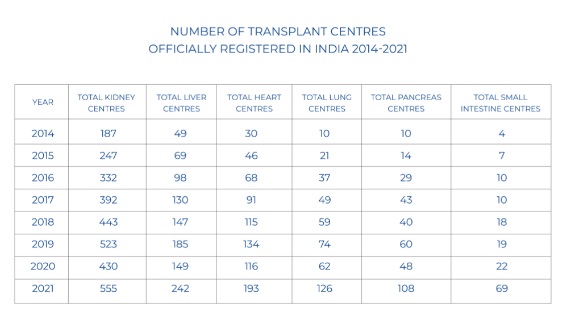 NUMBER OF TRANSPLANT CENTRES
OFFICIALLY REGISTERED IN INDIA 2014-2021
YEAR TOTAL KIDNEY CENTRES TOTAL LIVER CENTRES TOTAL HEART CENTRES TOTAL LUNG CENTRES TOTAL PANCREAS CENTRES TOTAL SMALL INTESTINE CENTRES
2014 187 49 30 10 10 4
2015 247 69 46 21 14 7
2016 332 98 68 37 29 10
2017 392 130 91 49 43 10
2018 443 147 115 59 40 18
2019 523 185 134 74 60 19
2020 430 149 116 62 48 22
2021 555 242 193 126 108 69